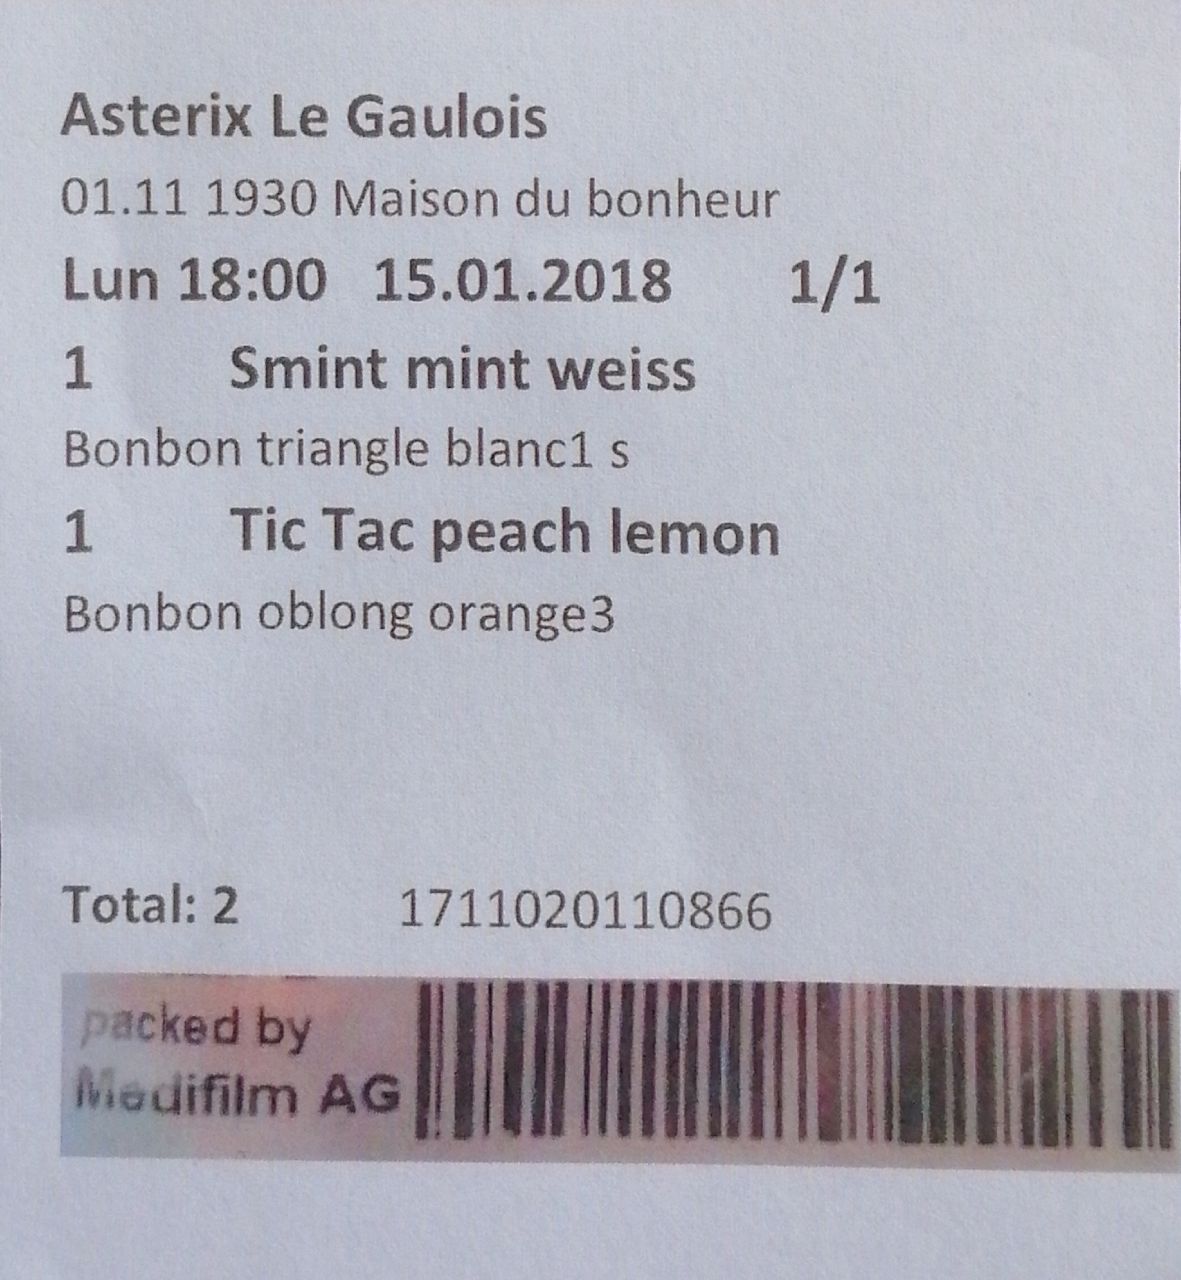 Asterix Le Gaulois
01.11 1930 Maison du bonheur
Lun 18:00 15.01.2018 1/1
1 Smint mint weiss
Bonbon triangle blanc1 s
1 Tic Tac peach lemon
Bonbon oblong orange3
Total: 2 1711020110866
packed by
Medifilm AG